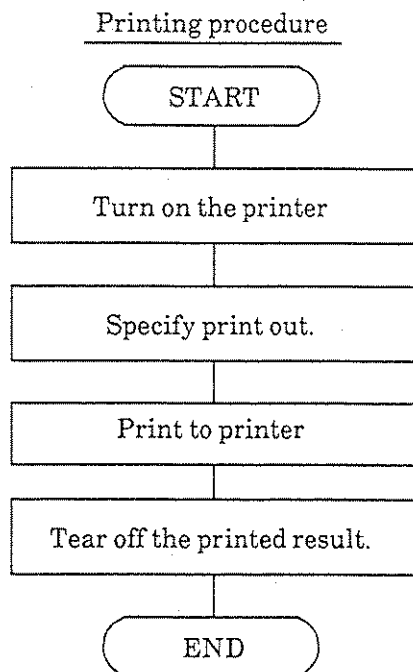 Printing procedure
START
Turn on the printer
Specify print out.
Print to printer
Tear off the printed result.
END